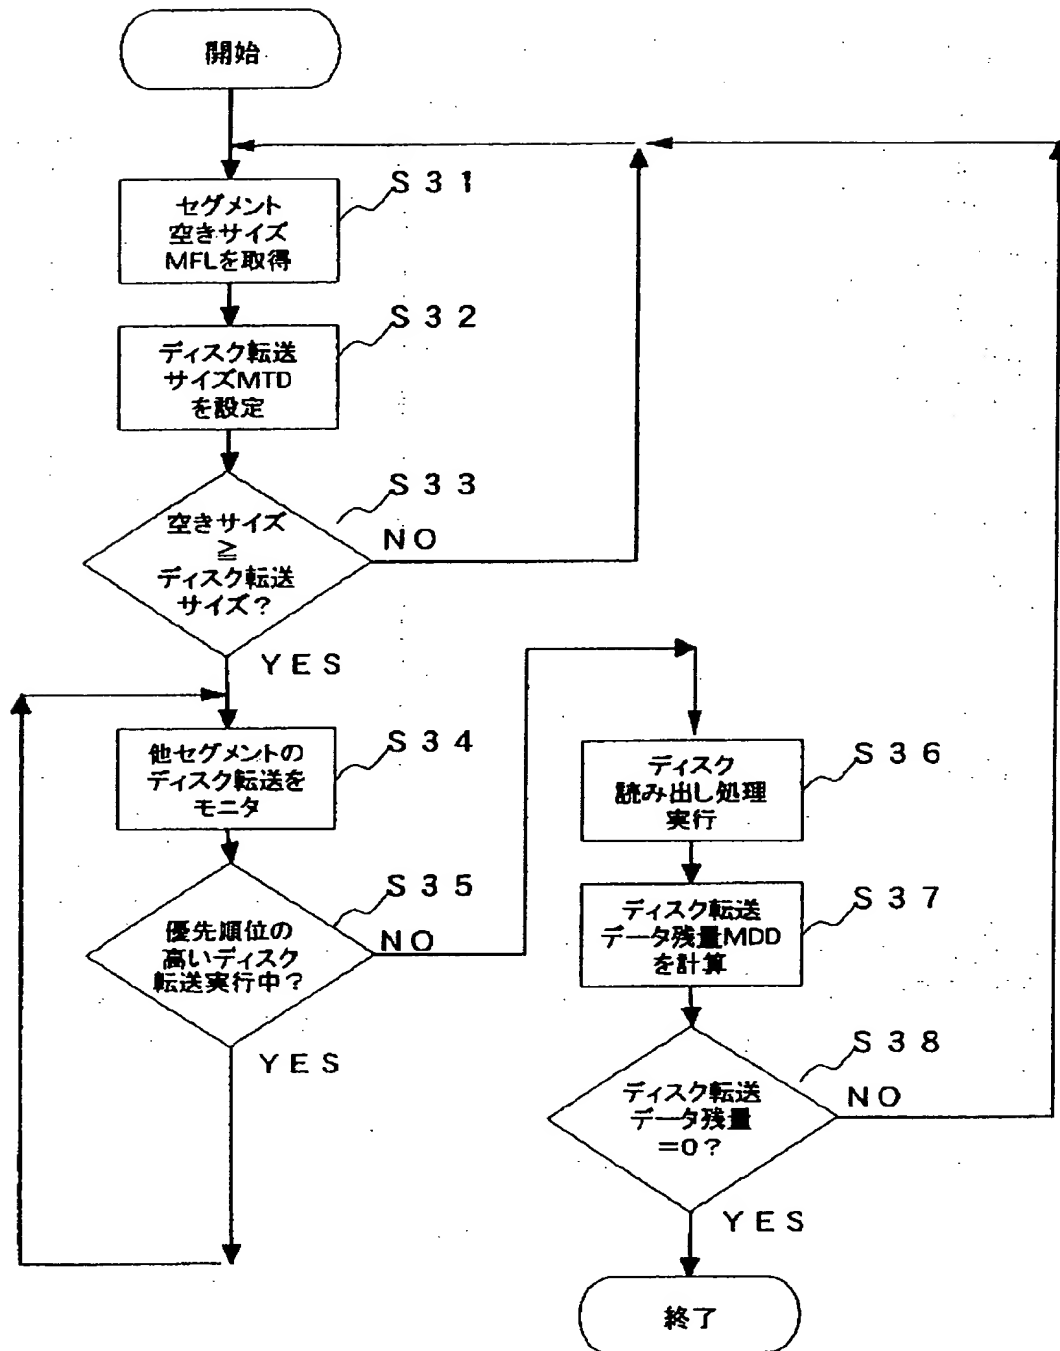 開始
S31
セグメント
空きサイズ
MFLを取得
S32
ディスク転送
サイズMTD
を設定
S33
空きサイズ
≧
ディスク転送
サイズ?
NO
YES
S34
他セグメントの
ディスク転送を
モニタ
S35
優先順位の
高いディスク
転送実行中?
NO
YES
S36
ディスク
読み出し処理
実行
S37
ディスク転送
データ残量MDD
を計算
S38
ディスク転送
データ残量
=0?
NO
YES
終了